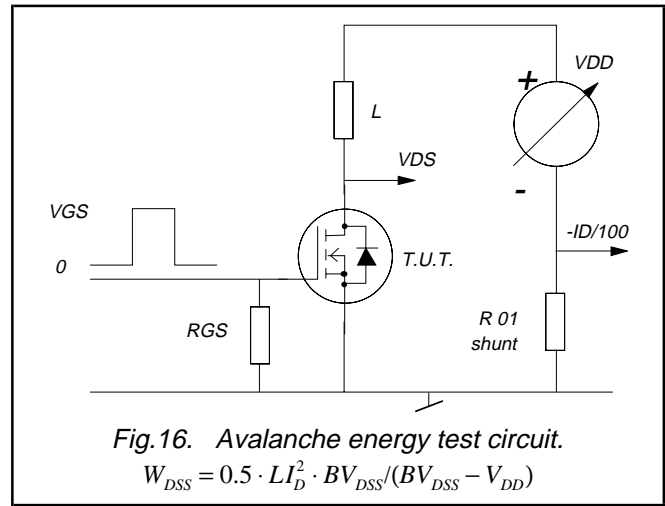 +
VDD
L
VDS
-
VGS
-ID/100
0
T.U.T.
RGS
R 01
shunt
Fig.16. Avalanche energy test circuit.
W_DSS = 0.5 · LI_D^2 · BV_DSS/(BV_DSS − V_DD)